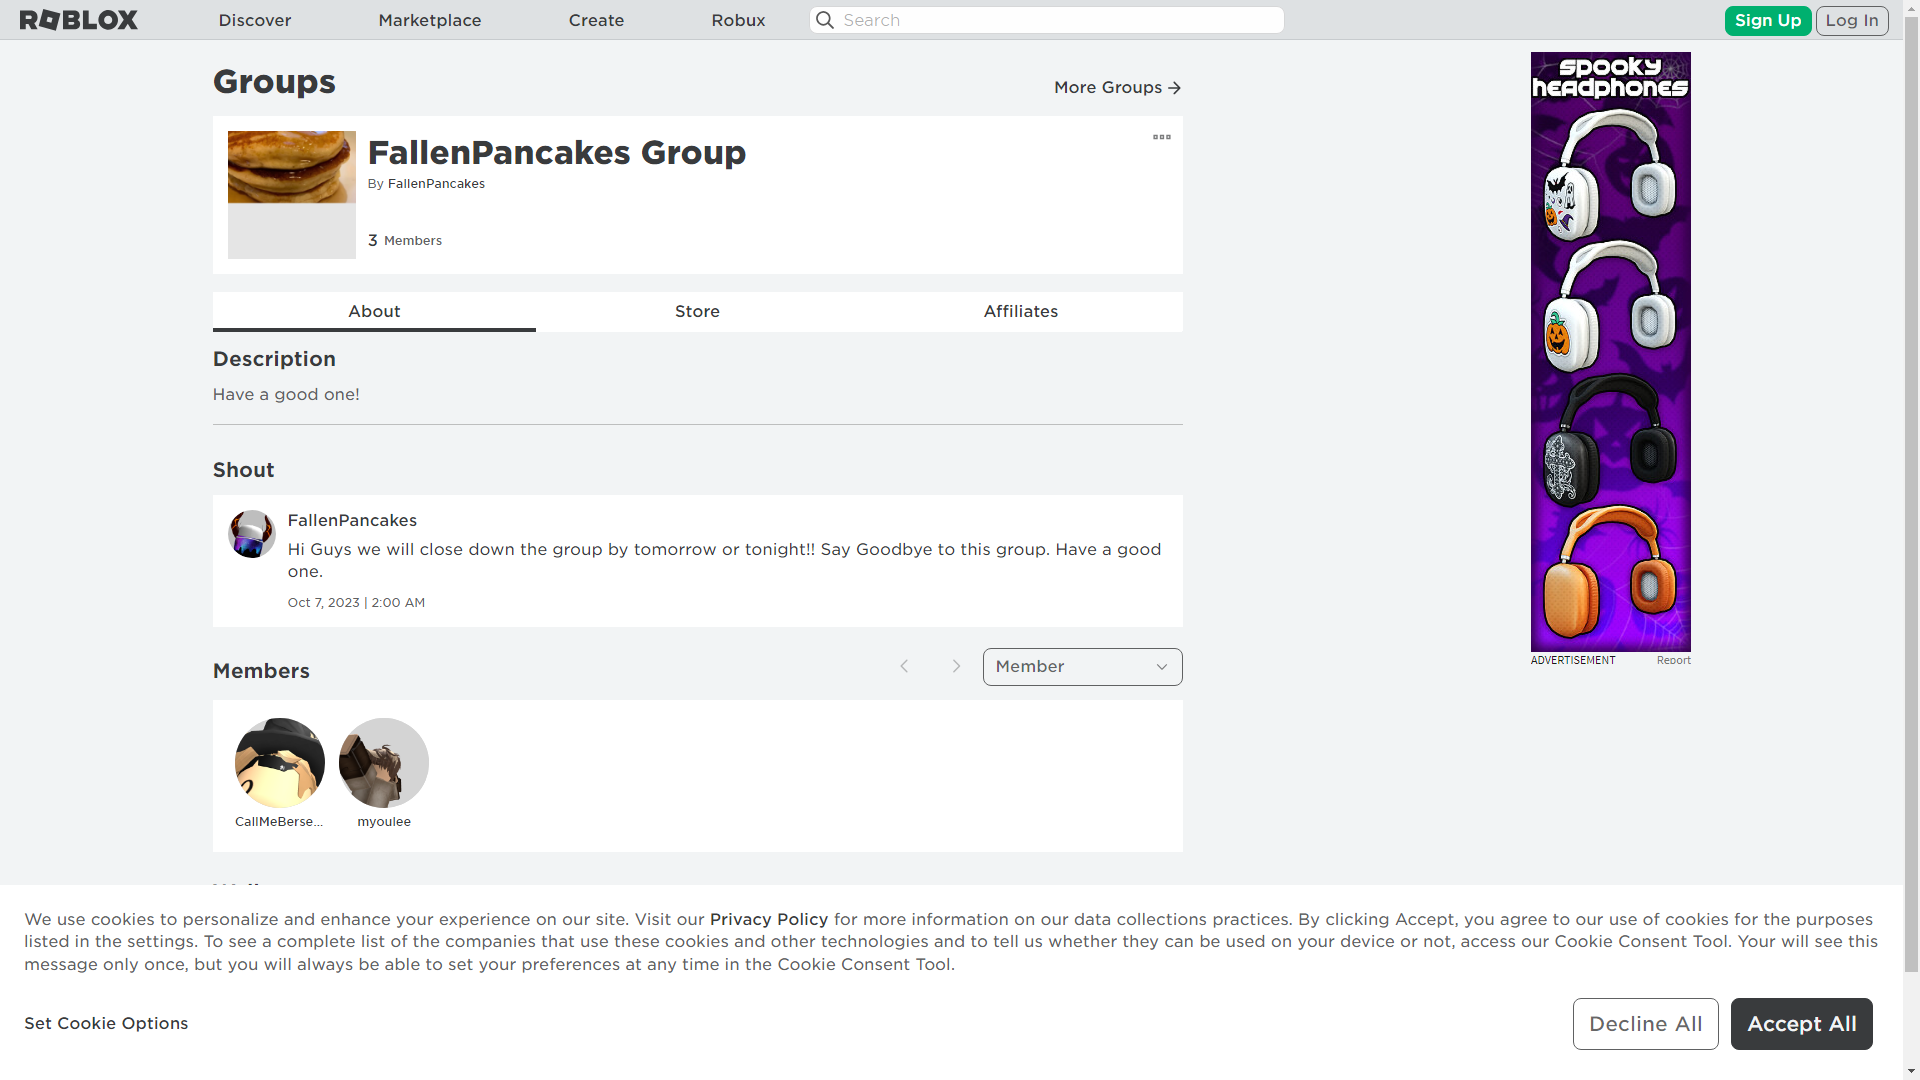 ROBLOX
Discover
Marketplace
Create
Robux
Search
Sign Up
Log In
Groups
More Groups
FallenPancakes Group
By FallenPancakes
3 Members
About
Store
Affiliates
Description
Have a good one!
Shout
FallenPancakes
Hi Guys we will close down the group by tomorrow or tonight!! Say Goodbye to this group. Have a good
one.
Oct 7, 2023 | 2:00 AM
Members
Member
CallMeBerse...
myoulee
SPOOKY
HEADPHONES
ADVERTISEMENT
Report
We use cookies to personalize and enhance your experience on our site. Visit our Privacy Policy for more information on our data collections practices. By clicking Accept, you agree to our use of cookies for the purposes
listed in the settings. To see a complete list of the companies that use these cookies and other technologies and to tell us whether they can be used on your device or not, access our Cookie Consent Tool. Your will see this
message only once, but you will always be able to set your preferences at any time in the Cookie Consent Tool.
Set Cookie Options
Decline All
Accept All